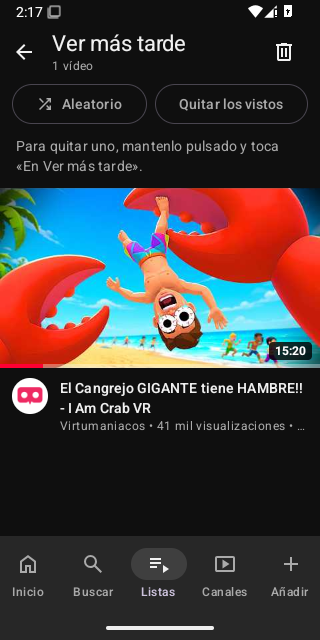 2:17
Ver más tarde
1 vídeo
Aleatorio
Quitar los vistos
Para quitar uno, mantenlo pulsado y toca
«En Ver más tarde».
15:20
El Cangrejo GIGANTE tiene HAMBRE!!
- I Am Crab VR
Virtumaniacos • 41 mil visualizaciones • …
Inicio
Buscar
Listas
Canales
Añadir